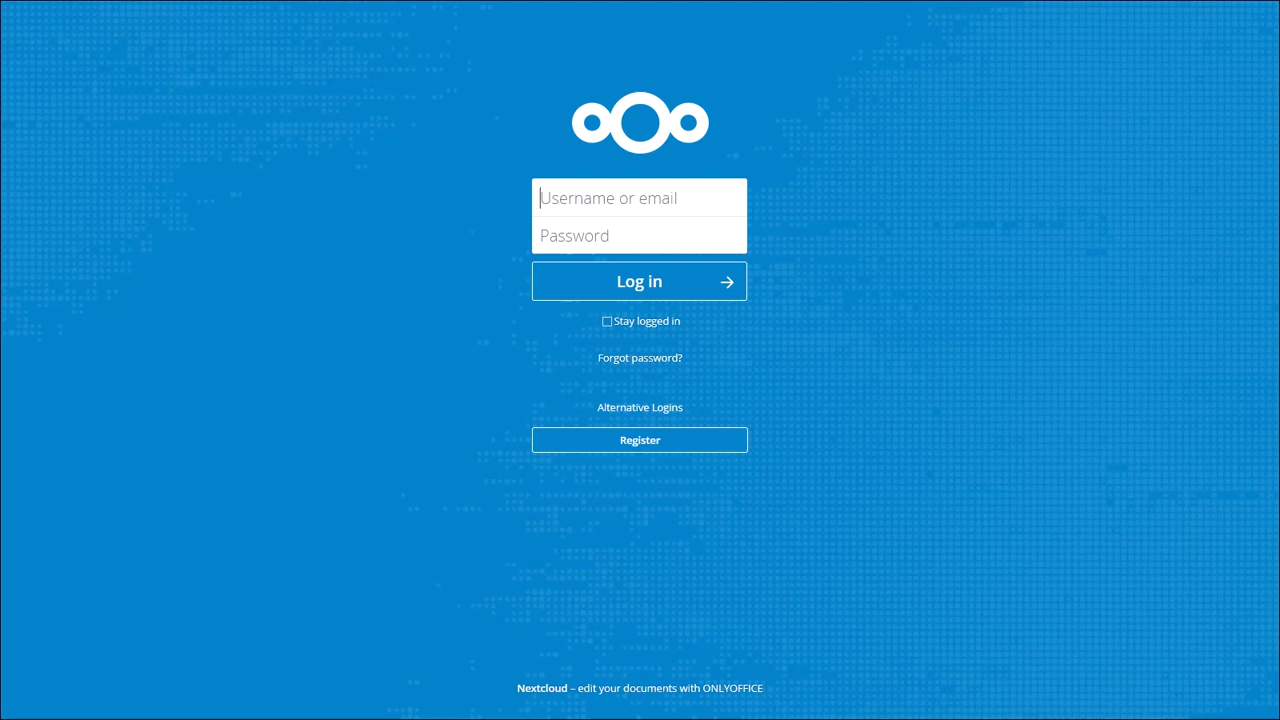 Username or email
Password
Log in
Stay logged in
Forgot password?
Alternative Logins
Register
Nextcloud – edit your documents with ONLYOFFICE